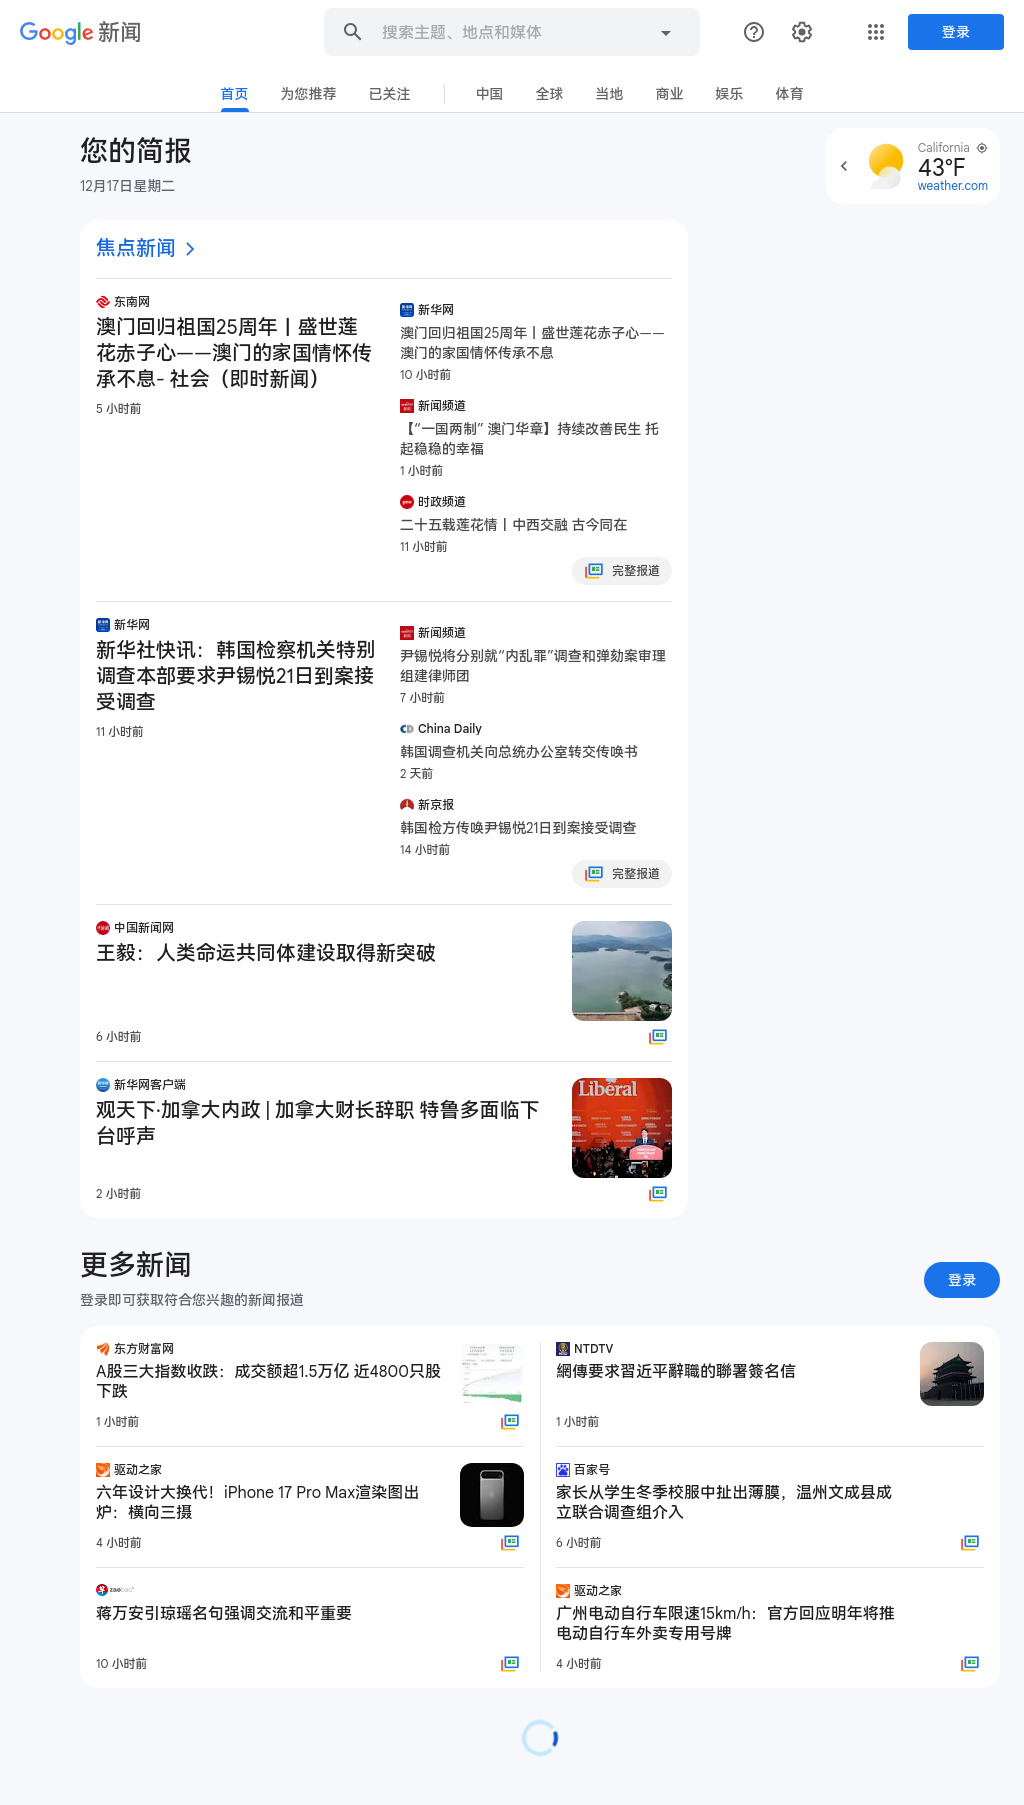 Google 新闻
搜索主题、地点和媒体
登录
首页
为您推荐
已关注
中国
全球
当地
商业
娱乐
体育
您的简报
12月17日星期二
California
43°F
weather.com
焦点新闻
东南网
澳门回归祖国25周年丨盛世莲
花赤子心——澳门的家国情怀传
承不息- 社会（即时新闻）
5 小时前
新华网
澳门回归祖国25周年丨盛世莲花赤子心——
澳门的家国情怀传承不息
10 小时前
新闻频道
【“一国两制” 澳门华章】持续改善民生 托
起稳稳的幸福
1 小时前
时政频道
二十五载莲花情丨中西交融 古今同在
11 小时前
完整报道
新华网
新华社快讯：韩国检察机关特别
调查本部要求尹锡悦21日到案接
受调查
11 小时前
新闻频道
尹锡悦将分别就“内乱罪”调查和弹劾案审理
组建律师团
7 小时前
China Daily
韩国调查机关向总统办公室转交传唤书
2 天前
新京报
韩国检方传唤尹锡悦21日到案接受调查
14 小时前
完整报道
中国新闻网
王毅：人类命运共同体建设取得新突破
6 小时前
新华网客户端
观天下·加拿大内政 | 加拿大财长辞职 特鲁多面临下
台呼声
Liberal
2 小时前
更多新闻
登录即可获取符合您兴趣的新闻报道
登录
东方财富网
A股三大指数收跌：成交额超1.5万亿 近4800只股
下跌
1 小时前
NTDTV
網傳要求習近平辭職的聯署簽名信
1 小时前
驱动之家
六年设计大换代！iPhone 17 Pro Max渲染图出
炉：横向三摄
4 小时前
百家号
家长从学生冬季校服中扯出薄膜，温州文成县成
立联合调查组介入
6 小时前
zaobao
蒋万安引琼瑶名句强调交流和平重要
10 小时前
驱动之家
广州电动自行车限速15km/h：官方回应明年将推
电动自行车外卖专用号牌
4 小时前